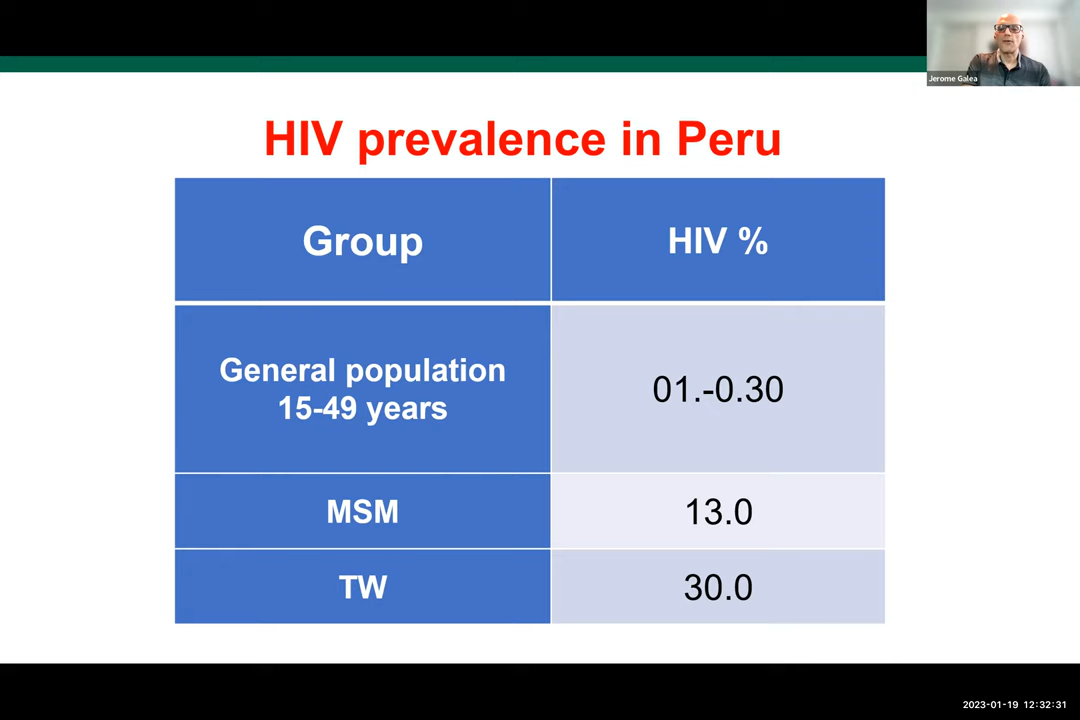 Jerome Galea
HIV prevalence in Peru
Group
HIV %
General population
15-49 years
01.-0.30
MSM
13.0
TW
30.0
2023-01-19 12:32:31